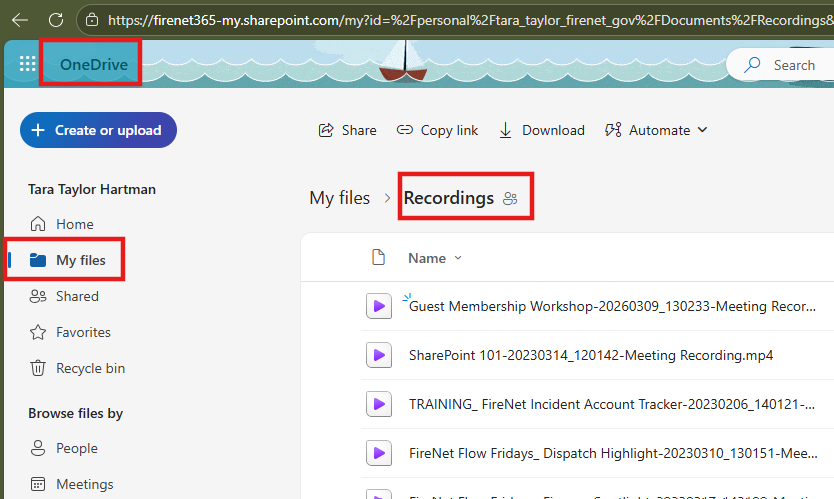 https://firenet365-my.sharepoint.com/my?id=%2Fpersonal%2Ftara_taylor_firenet_gov%2FDocuments%2FRecordings&
OneDrive
Search
Create or upload
Share
Copy link
Download
Automate
Tara Taylor Hartman
My files
Recordings
Home
My files
Name
Shared
Guest Membership Workshop-20260309_130233-Meeting Recor...
Favorites
SharePoint 101-20230314_120142-Meeting Recording.mp4
Recycle bin
TRAINING_ FireNet Incident Account Tracker-20230206_140121-...
Browse files by
People
FireNet Flow Fridays_ Dispatch Highlight-20230310_130151-Mee...
Meetings